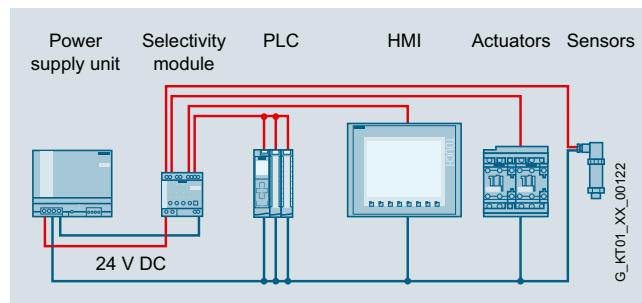 Power
supply unit
Selectivity
module
PLC
HMI
Actuators
Sensors
24 V DC
G_KT01_XX_00122